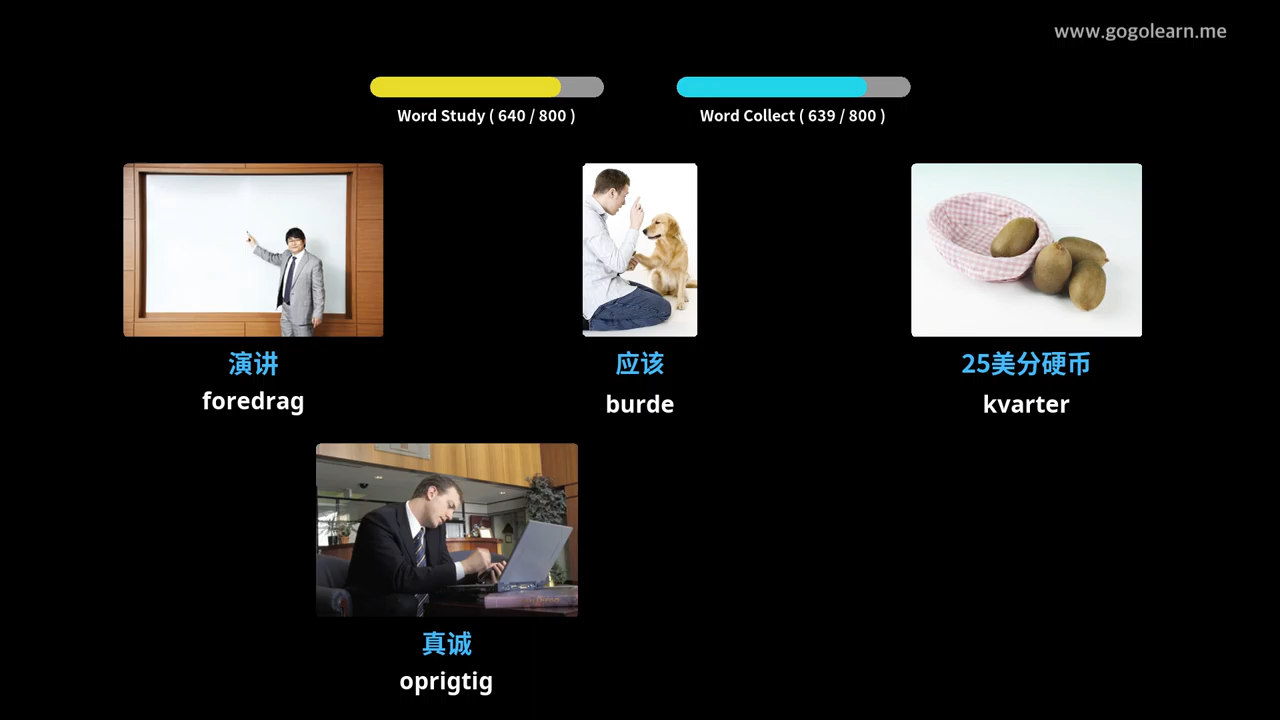 www.gogolearn.me
Word Study ( 640 / 800 )
Word Collect ( 639 / 800 )
演讲
foredrag
应该
burde
25美分硬币
kvarter
真诚
oprigtig